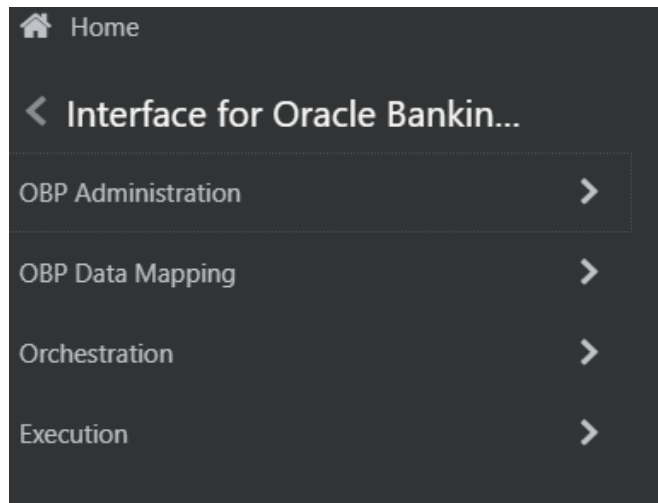 Home
Interface for Oracle Bankin...
OBP Administration
OBP Data Mapping
Orchestration
Execution